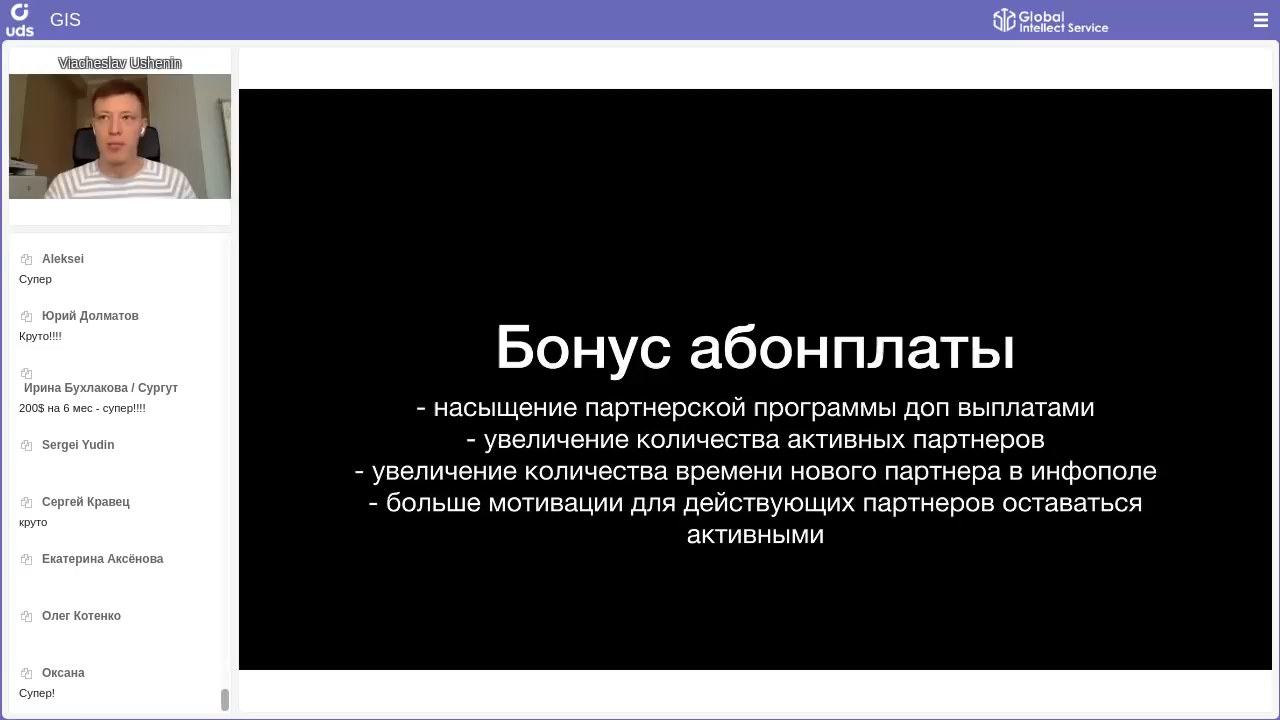 uds
GIS
Global
Intellect Service
Viacheslav Ushenin
Aleksei
Супер
Юрий Долматов
Круто!!!!
Ирина Бухлакова / Сургут
200$ на 6 мес - супер!!!!
Sergei Yudin
Сергей Кравец
круто
Екатерина Аксёнова
Олег Котенко
Оксана
Супер!
Бонус абонплаты
- насыщение партнерской программы доп выплатами
- увеличение количества активных партнеров
- увеличение количества времени нового партнера в инфополе
- больше мотивации для действующих партнеров оставаться
активными